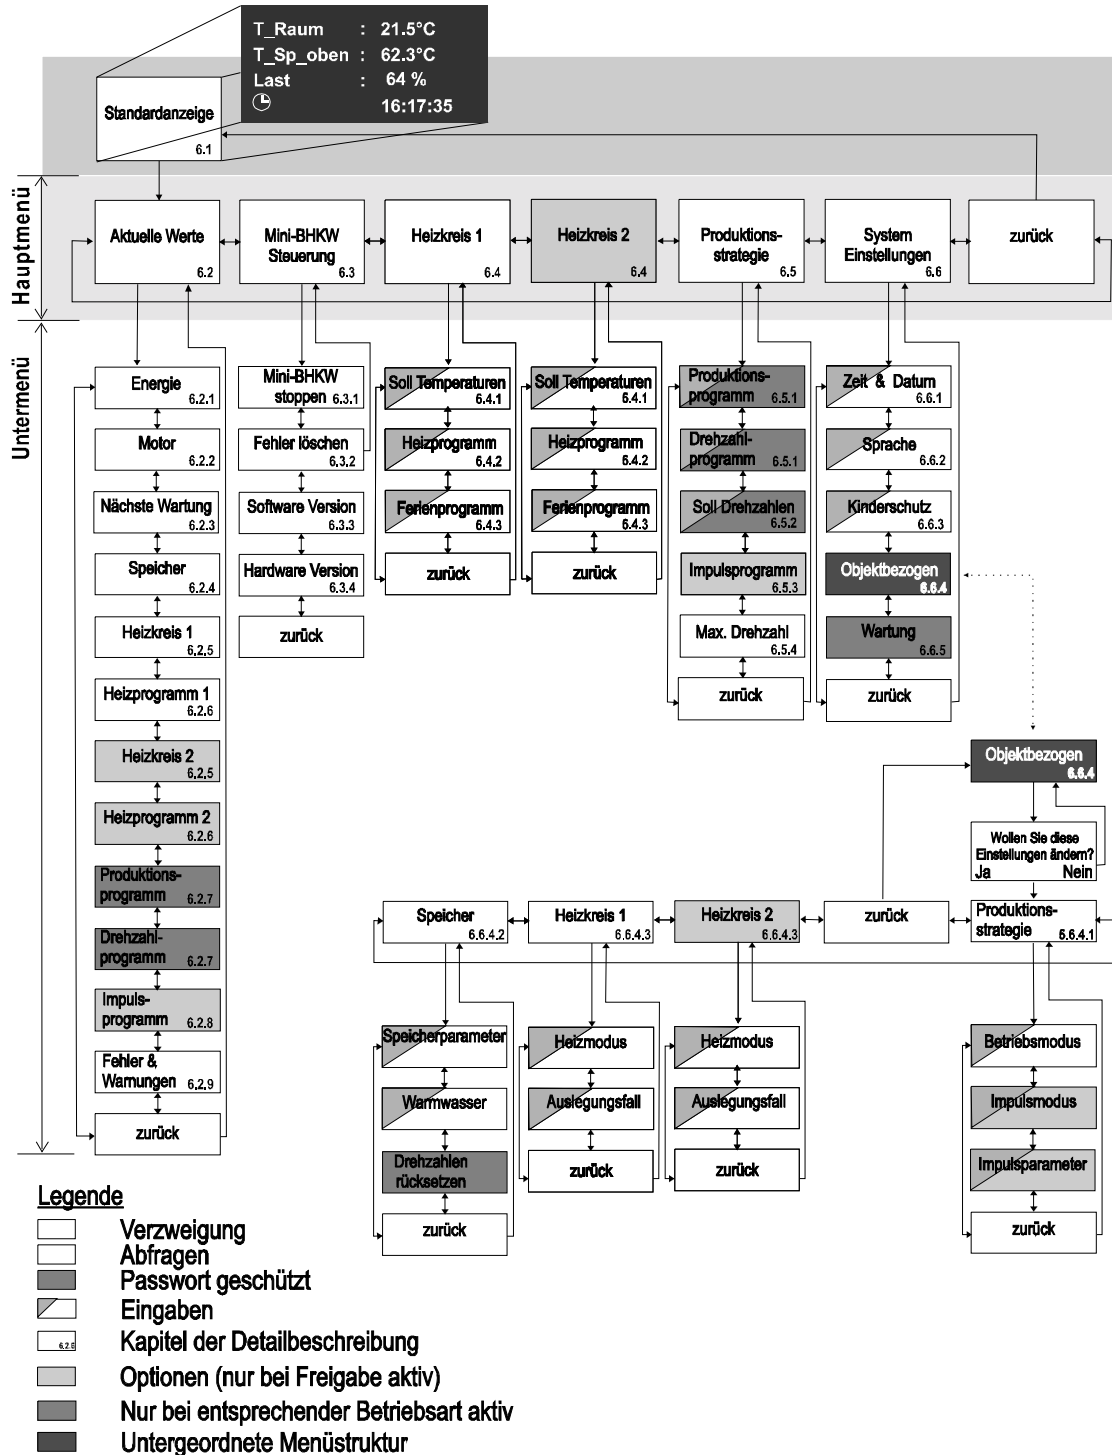 T_Raum : 21.5°C
T_Sp_oben : 62.3°C
Last : 64 %
16:17:35
Standardanzeige
6.1
Hauptmenü
Aktuelle Werte
6.2
Mini-BHKW
Steuerung
6.3
Heizkreis 1
6.4
Heizkreis 2
6.4
Produktions-
strategie
6.5
System
Einstellungen
6.6
zurück
Untermenü
Energie
6.2.1
Motor
6.2.2
Nächste Wartung
6.2.3
Speicher
6.2.4
Heizkreis 1
6.2.5
Heizprogramm 1
6.2.6
Heizkreis 2
6.2.5
Heizprogramm 2
6.2.6
Produktions-
programm 6.2.7
Drehzahl-
programm 6.2.7
Impuls-
programm 6.2.8
Fehler &
Warnungen 6.2.9
zurück
Mini-BHKW
stoppen 6.3.1
Fehler löschen
6.3.2
Software Version
6.3.3
Hardware Version
6.3.4
zurück
Soll Temperaturen
6.4.1
Heizprogramm
6.4.2
Ferienprogramm
6.4.3
zurück
Soll Temperaturen
6.4.1
Heizprogramm
6.4.2
Ferienprogramm
6.4.3
zurück
Produktions-
programm 6.5.1
Drehzahl-
programm 6.5.1
Soll Drehzahlen
6.5.2
Impulsprogramm
6.5.3
Max. Drehzahl
6.5.4
zurück
Zeit & Datum
6.6.1
Sprache
6.6.2
Kinderschutz
6.6.3
Objektbezogen
6.6.4
Wartung
6.6.5
zurück
Objektbezogen
6.6.4
Wollen Sie diese
Einstellungen ändern?
Ja Nein
Speicher
6.6.4.2
Heizkreis 1
6.6.4.3
Heizkreis 2
6.6.4.3
zurück
Produktions-
strategie 6.6.4.1
Speicherparameter
Warmwasser
Drehzahlen
rücksetzen
zurück
Heizmodus
Auslegungsfall
zurück
Heizmodus
Auslegungsfall
zurück
Betriebsmodus
Impulsmodus
Impulsparameter
zurück
Legende
Verzweigung
Abfragen
Passwort geschützt
Eingaben
6.2.6 Kapitel der Detailbeschreibung
Optionen (nur bei Freigabe aktiv)
Nur bei entsprechender Betriebsart aktiv
Untergeordnete Menüstruktur